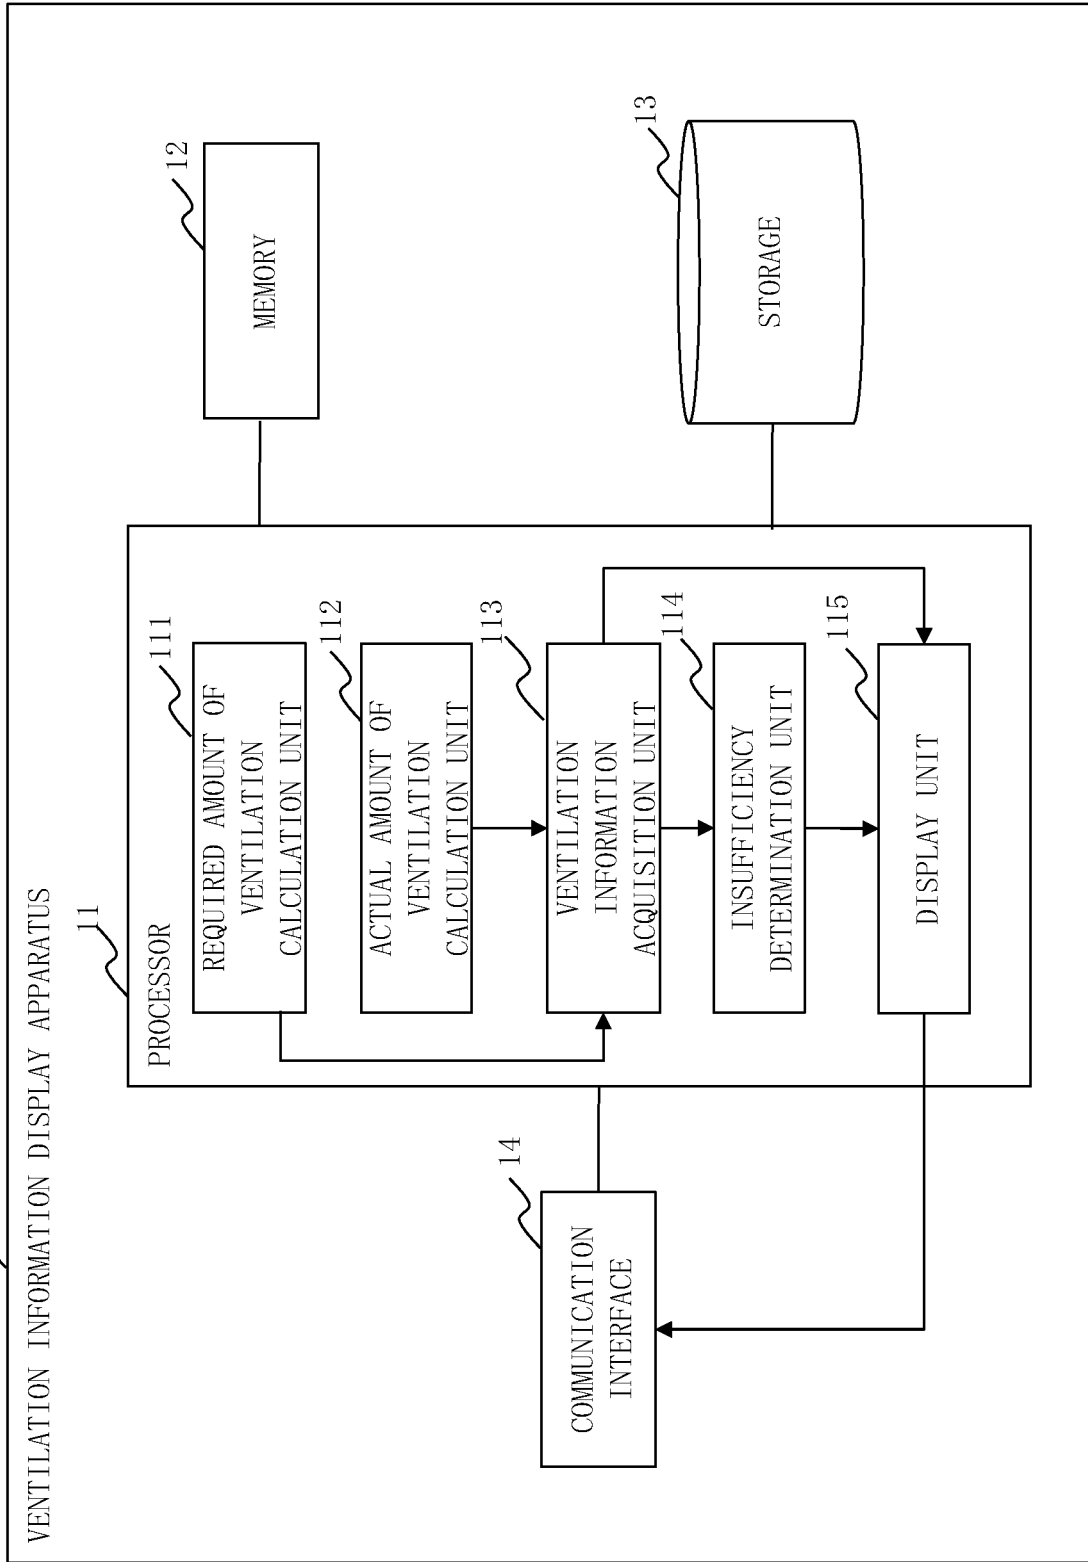 VENTILATION INFORMATION DISPLAY APPARATUS
11
PROCESSOR
111
REQUIRED AMOUNT OF
VENTILATION
CALCULATION UNIT
112
ACTUAL AMOUNT OF
VENTILATION
CALCULATION UNIT
113
VENTILATION
INFORMATION
ACQUISITION UNIT
114
INSUFFICIENCY
DETERMINATION UNIT
115
DISPLAY UNIT
12
MEMORY
13
STORAGE
14
COMMUNICATION
INTERFACE